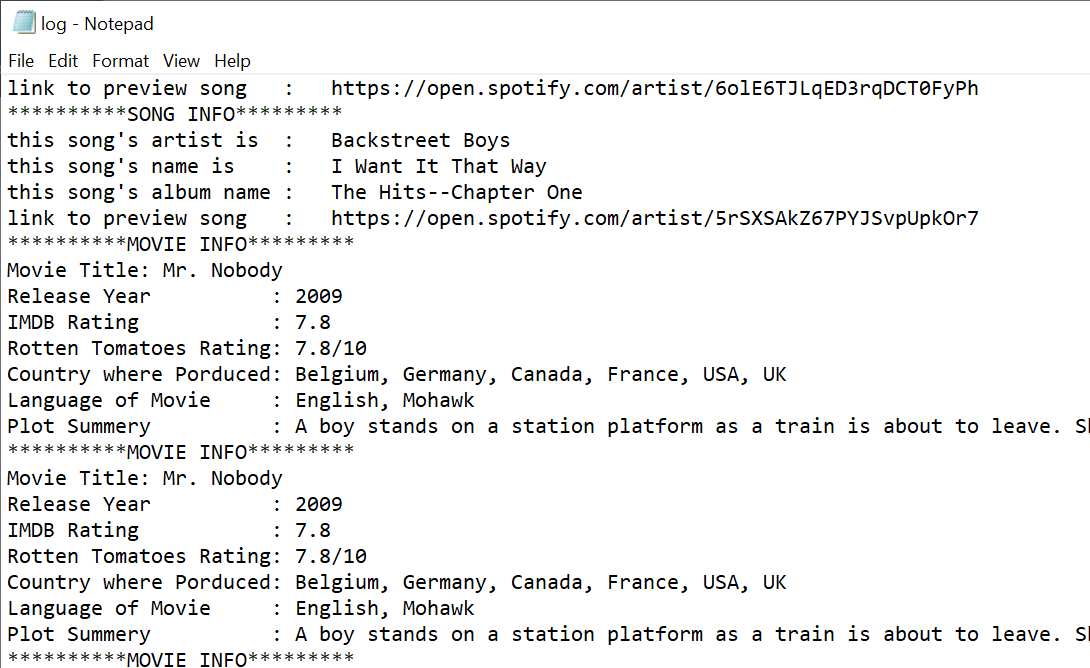 log - Notepad
File Edit Format View Help
link to preview song   :   https://open.spotify.com/artist/6olE6TJLqED3rqDCT0FyPh
**********SONG INFO*********
this song's artist is  :   Backstreet Boys
this song's name is    :   I Want It That Way
this song's album name :   The Hits--Chapter One
link to preview song   :   https://open.spotify.com/artist/5rSXSAkZ67PYJSvpUpkOr7
**********MOVIE INFO*********
Movie Title: Mr. Nobody
Release Year          : 2009
IMDB Rating           : 7.8
Rotten Tomatoes Rating: 7.8/10
Country where Porduced: Belgium, Germany, Canada, France, USA, UK
Language of Movie     : English, Mohawk
Plot Summery          : A boy stands on a station platform as a train is about to leave.
**********MOVIE INFO*********
Movie Title: Mr. Nobody
Release Year          : 2009
IMDB Rating           : 7.8
Rotten Tomatoes Rating: 7.8/10
Country where Porduced: Belgium, Germany, Canada, France, USA, UK
Language of Movie     : English, Mohawk
Plot Summery          : A boy stands on a station platform as a train is about to leave.
**********MOVIE INFO*********